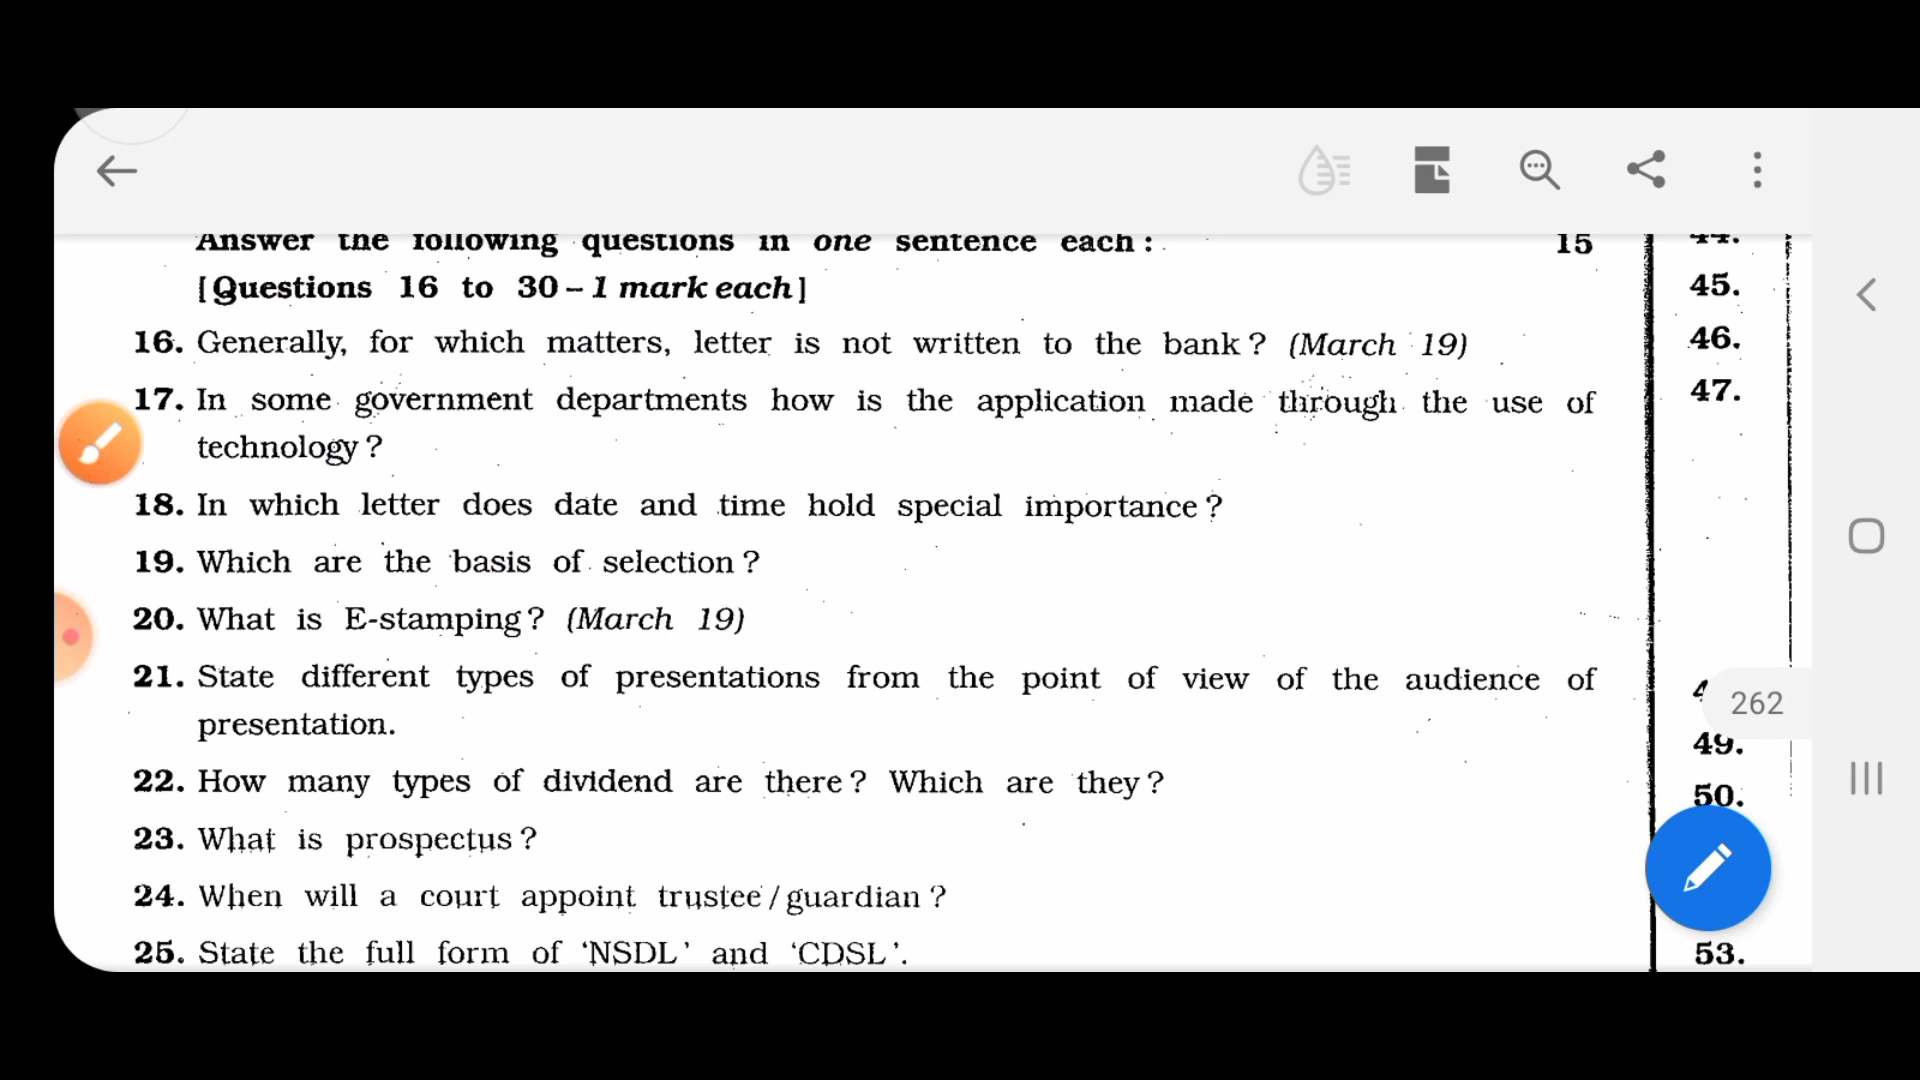 Answer the following questions in one sentence each : 15
[Questions 16 to 30 – 1 mark each]
16. Generally, for which matters, letter is not written to the bank ? (March 19)
17. In some government departments how is the application made through the use of
technology ?
18. In which letter does date and time hold special importance ?
19. Which are the basis of selection ?
20. What is E-stamping ? (March 19)
21. State different types of presentations from the point of view of the audience of
presentation.
22. How many types of dividend are there ? Which are they ?
23. What is prospectus ?
24. When will a court appoint trustee / guardian ?
25. State the full form of ‘NSDL’ and ‘CDSL’.
44.
45.
46.
47.
262
49.
50.
53.